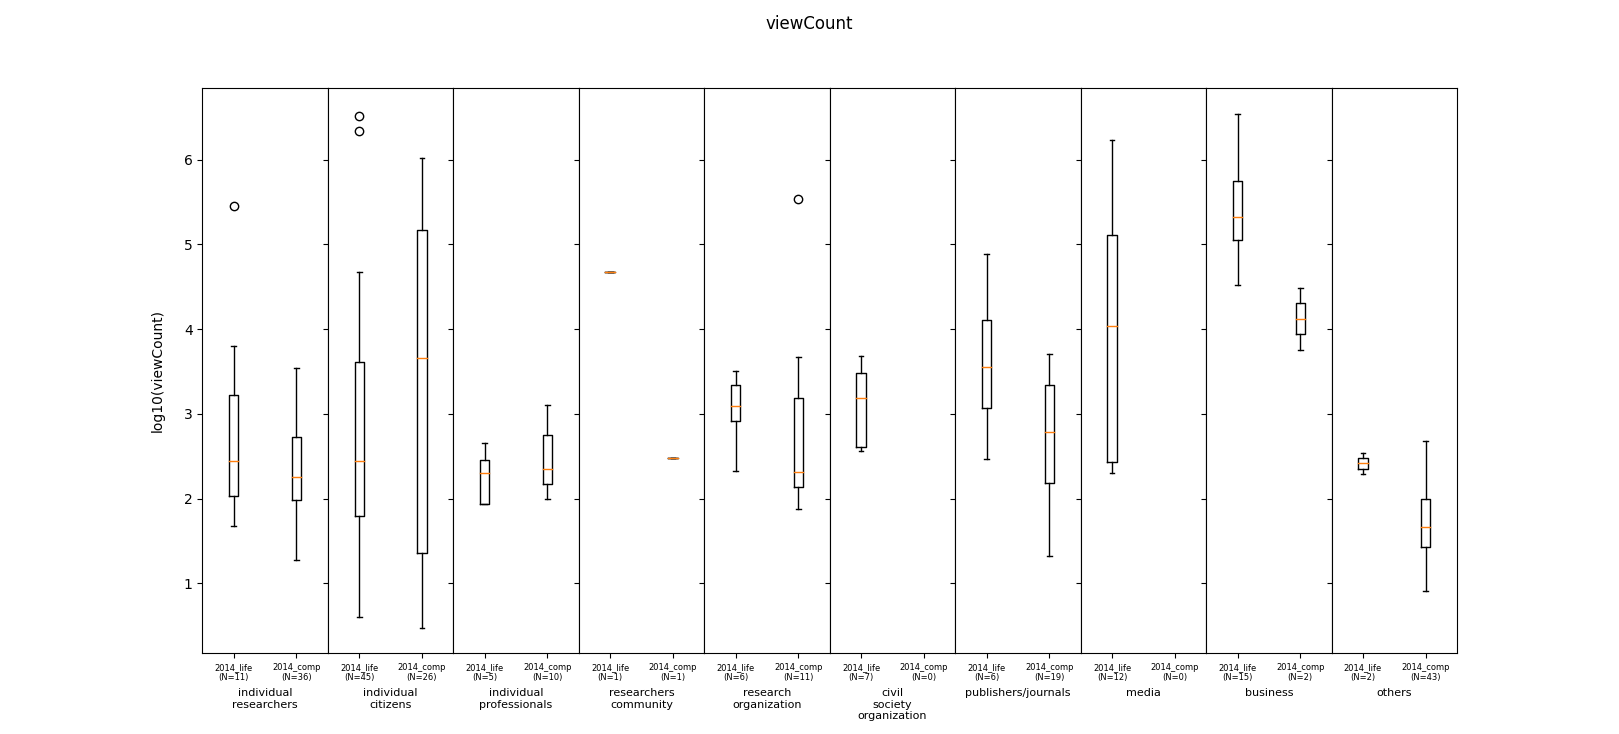 viewCount
log10(viewCount)
6
5
4
3
2
1
2014_life 2014_comp 2014_life 2014_comp 2014_life 2014_comp 2014_life 2014_comp 2014_life 2014_comp 2014_life 2014_comp 2014_life 2014_comp 2014_life 2014_comp 2014_life 2014_comp 2014_life 2014_comp
(N=11) (N=36) (N=45) (N=26) (N=5) (N=10) (N=1) (N=1) (N=6) (N=11) (N=7) (N=0) (N=6) (N=19) (N=12) (N=0) (N=15) (N=2) (N=2) (N=43)
individual individual individual researchers research civil publishers/journals media business others
researchers citizens professionals community organization society
organization